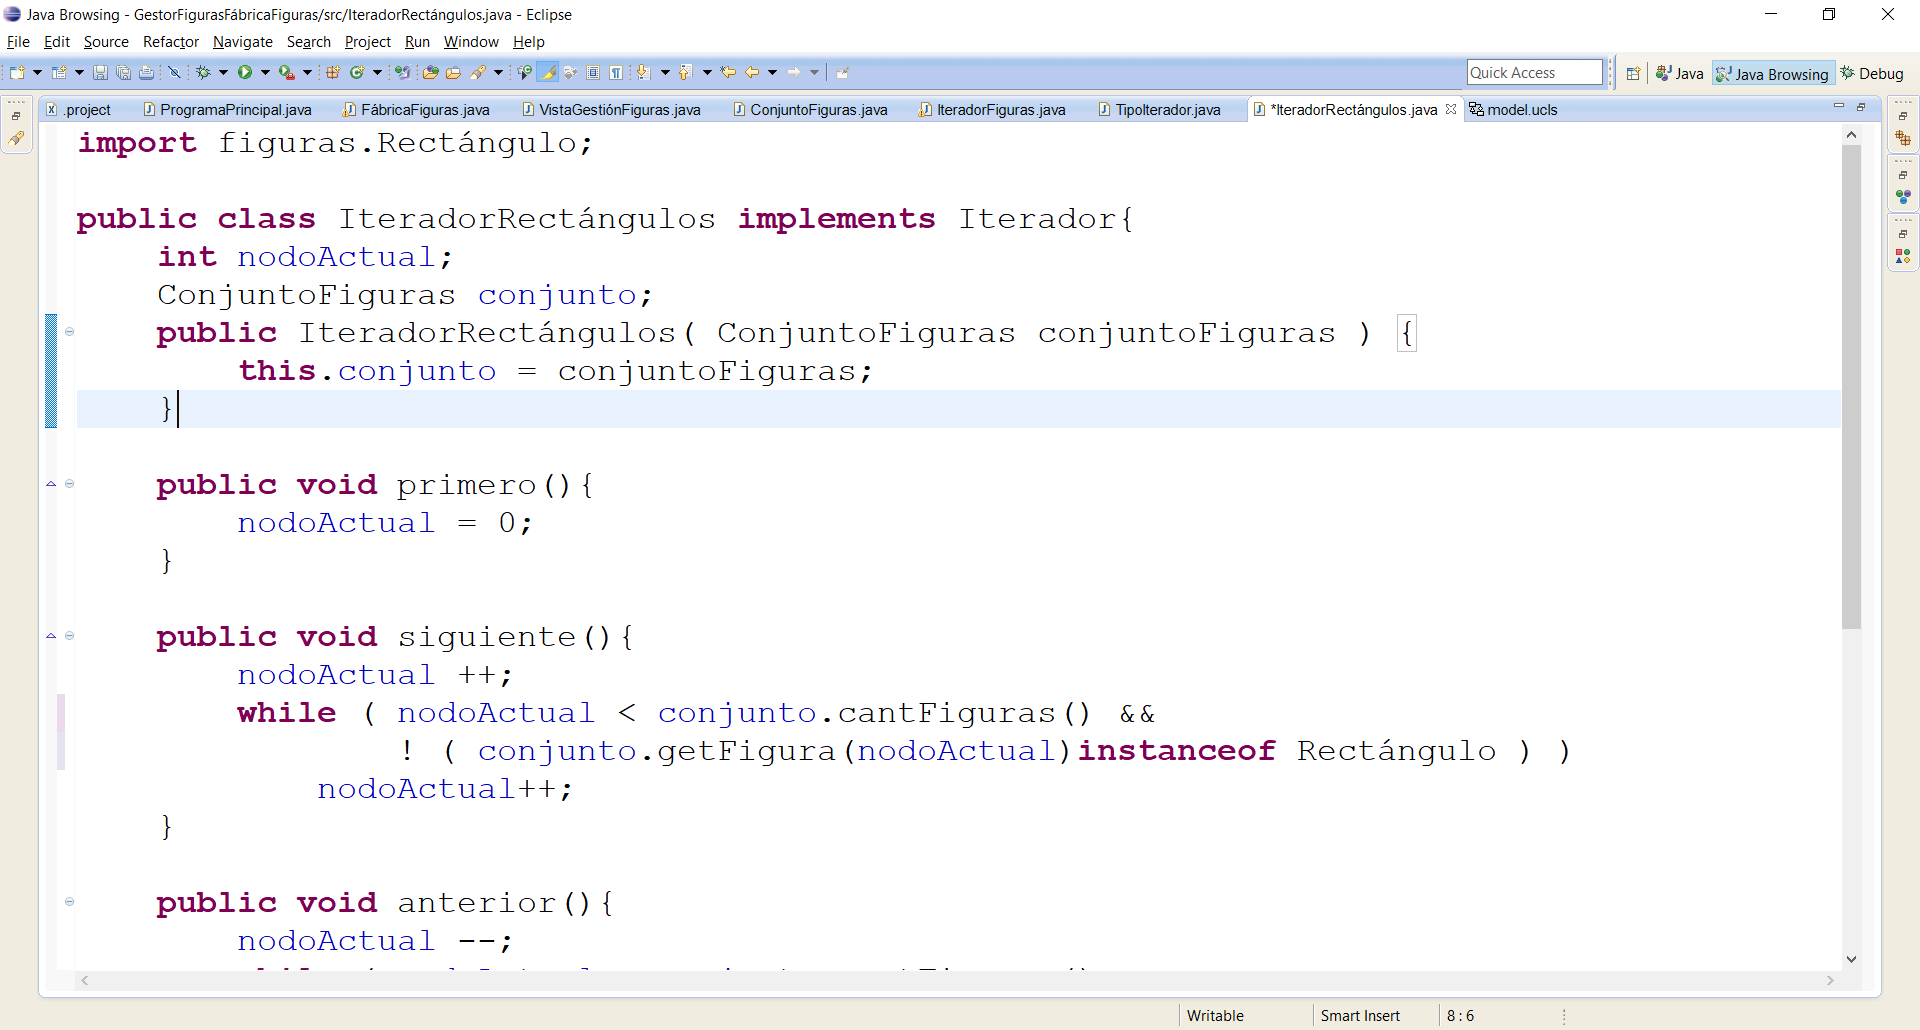 Java Browsing - GestorFigurasFábricaFiguras/src/IteradorRectángulos.java - Eclipse
File Edit Source Refactor Navigate Search Project Run Window Help
Quick Access Java Java Browsing Debug
.project ProgramaPrincipal.java FábricaFiguras.java VistaGestiónFiguras.java ConjuntoFiguras.java IteradorFiguras.java TipoIterador.java *IteradorRectángulos.java model.ucls
import figuras.Rectángulo;
public class IteradorRectángulos implements Iterador{
int nodoActual;
ConjuntoFiguras conjunto;
public IteradorRectángulos( ConjuntoFiguras conjuntoFiguras ) {
this.conjunto = conjuntoFiguras;
}
public void primero(){
nodoActual = 0;
}
public void siguiente(){
nodoActual ++;
while ( nodoActual < conjunto.cantFiguras() &&
! ( conjunto.getFigura(nodoActual)instanceof Rectángulo ) )
nodoActual++;
}
public void anterior(){
nodoActual --;
Writable Smart Insert 8 : 6